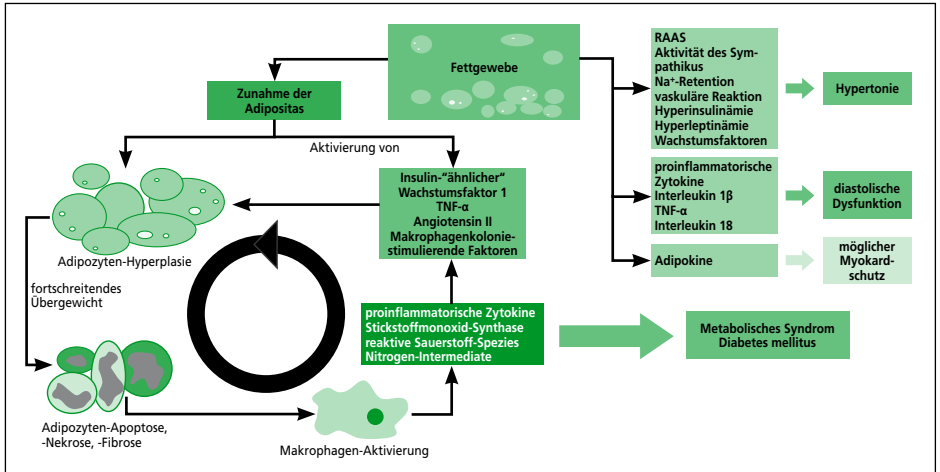 Fettgewebe
Zunahme der
Adipositas
Aktivierung von
Insulin-“ähnlicher“
Wachstumsfaktor 1
TNF-α
Angiotensin II
Makrophagenkolonie-
stimulierende Faktoren
Adipozyten-Hyperplasie
fortschreitendes
Übergewicht
Adipozyten-Apoptose,
-Nekrose, -Fibrose
Makrophagen-Aktivierung
proinflammatorische Zytokine
Stickstoffmonoxid-Synthase
reaktive Sauerstoff-Spezies
Nitrogen-Intermediate
Metabolisches Syndrom
Diabetes mellitus
RAAS
Aktivität des Sym-
pathikus
Na⁺-Retention
vaskuläre Reaktion
Hyperinsulinämie
Hyperleptinämie
Wachstumsfaktoren
Hypertonie
proinflammatorische
Zytokine
Interleukin 1β
TNF-α
Interleukin 18
diastolische
Dysfunktion
Adipokine
möglicher
Myokard-
schutz